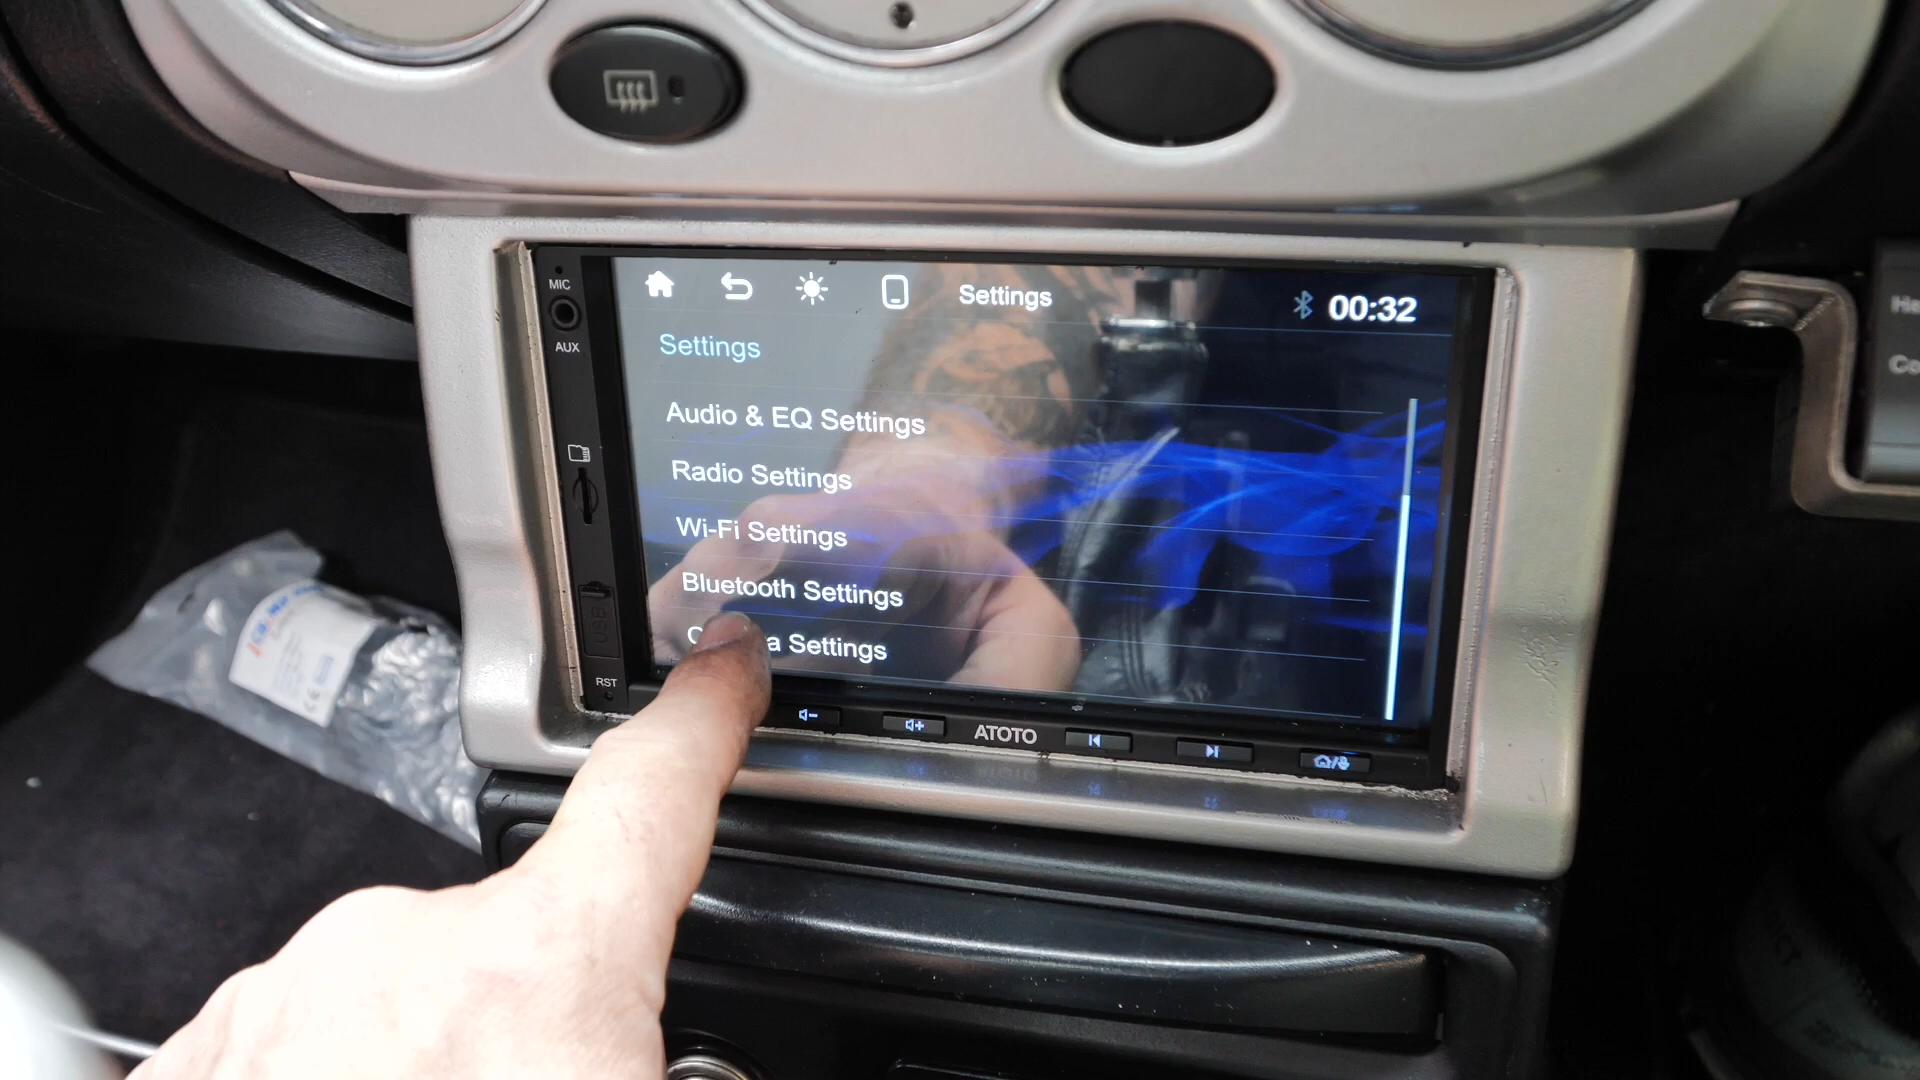 MIC
AUX
USB
RST
Settings
00:32
Settings
Audio & EQ Settings
Radio Settings
Wi-Fi Settings
Bluetooth Settings
Settings
ATOTO